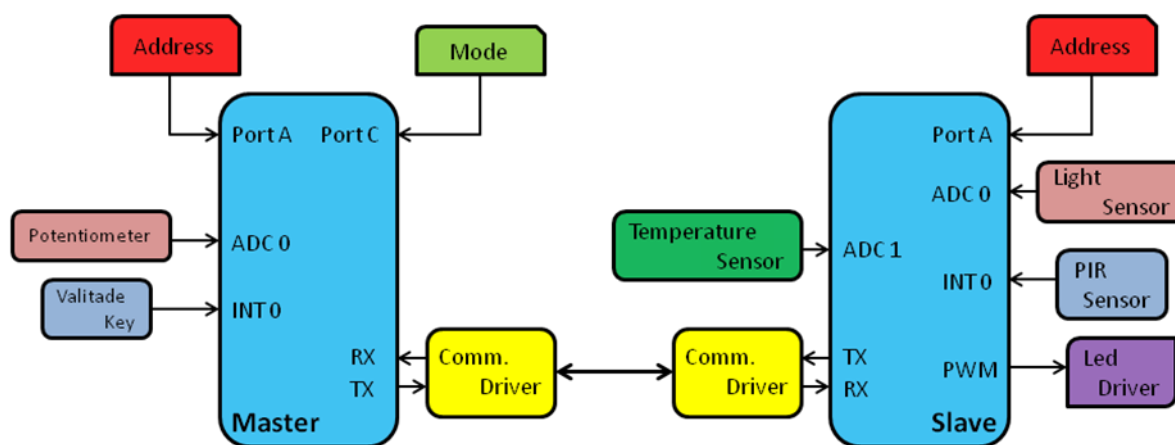 Address
Mode
Address
Port A
Port C
Port A
Light
Sensor
ADC 0
Potentiometer
ADC 0
Temperature
Sensor
ADC 1
Valitade
Key
INT 0
INT 0
PIR
Sensor
RX
TX
Comm.
Driver
Comm.
Driver
TX
RX
PWM
Led
Driver
Master
Slave